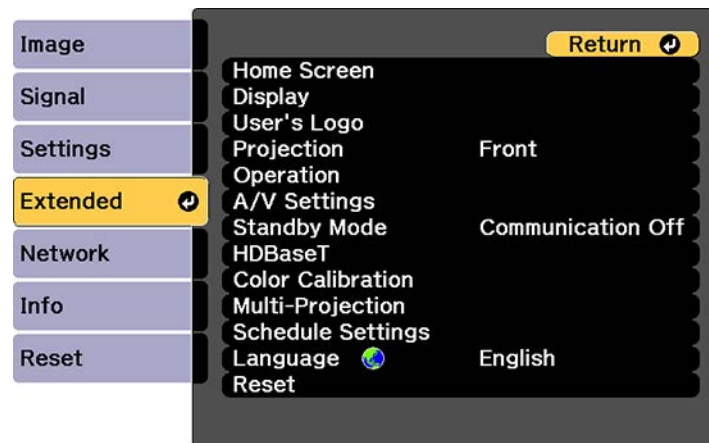 Image
Signal
Settings
Extended
Network
Info
Reset
Return
Home Screen
Display
User's Logo
Projection Front
Operation
A/V Settings
Standby Mode Communication Off
HDBaseT
Color Calibration
Multi-Projection
Schedule Settings
Language English
Reset